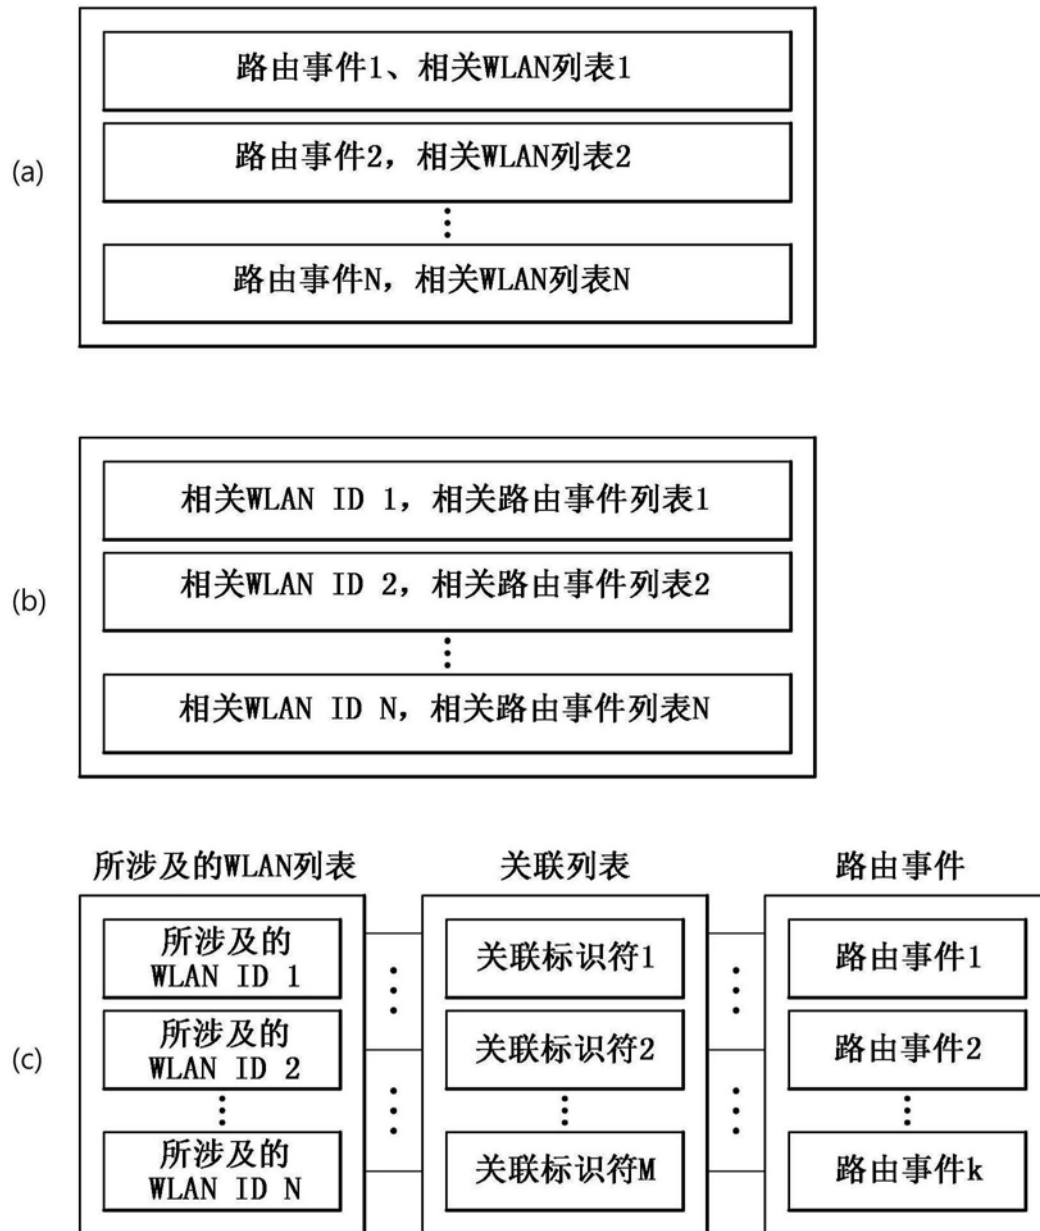 (a)
路由事件1、相关WLAN列表1
路由事件2，相关WLAN列表2
路由事件N，相关WLAN列表N
(b)
相关WLAN ID 1，相关路由事件列表1
相关WLAN ID 2，相关路由事件列表2
相关WLAN ID N，相关路由事件列表N
(c)
所涉及的WLAN列表
所涉及的
WLAN ID 1
所涉及的
WLAN ID 2
所涉及的
WLAN ID N
关联列表
关联标识符1
关联标识符2
关联标识符M
路由事件
路由事件1
路由事件2
路由事件k